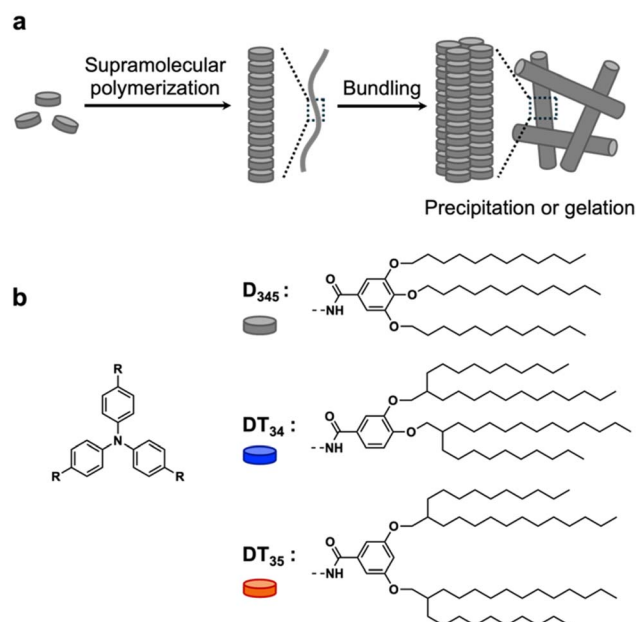 a
Supramolecular
polymerization
Bundling
Precipitation or gelation
b
D345 :
O
NH
O
O
O
R
N
R
R
DT34 :
O
NH
O
O
DT35 :
O
NH
O
O